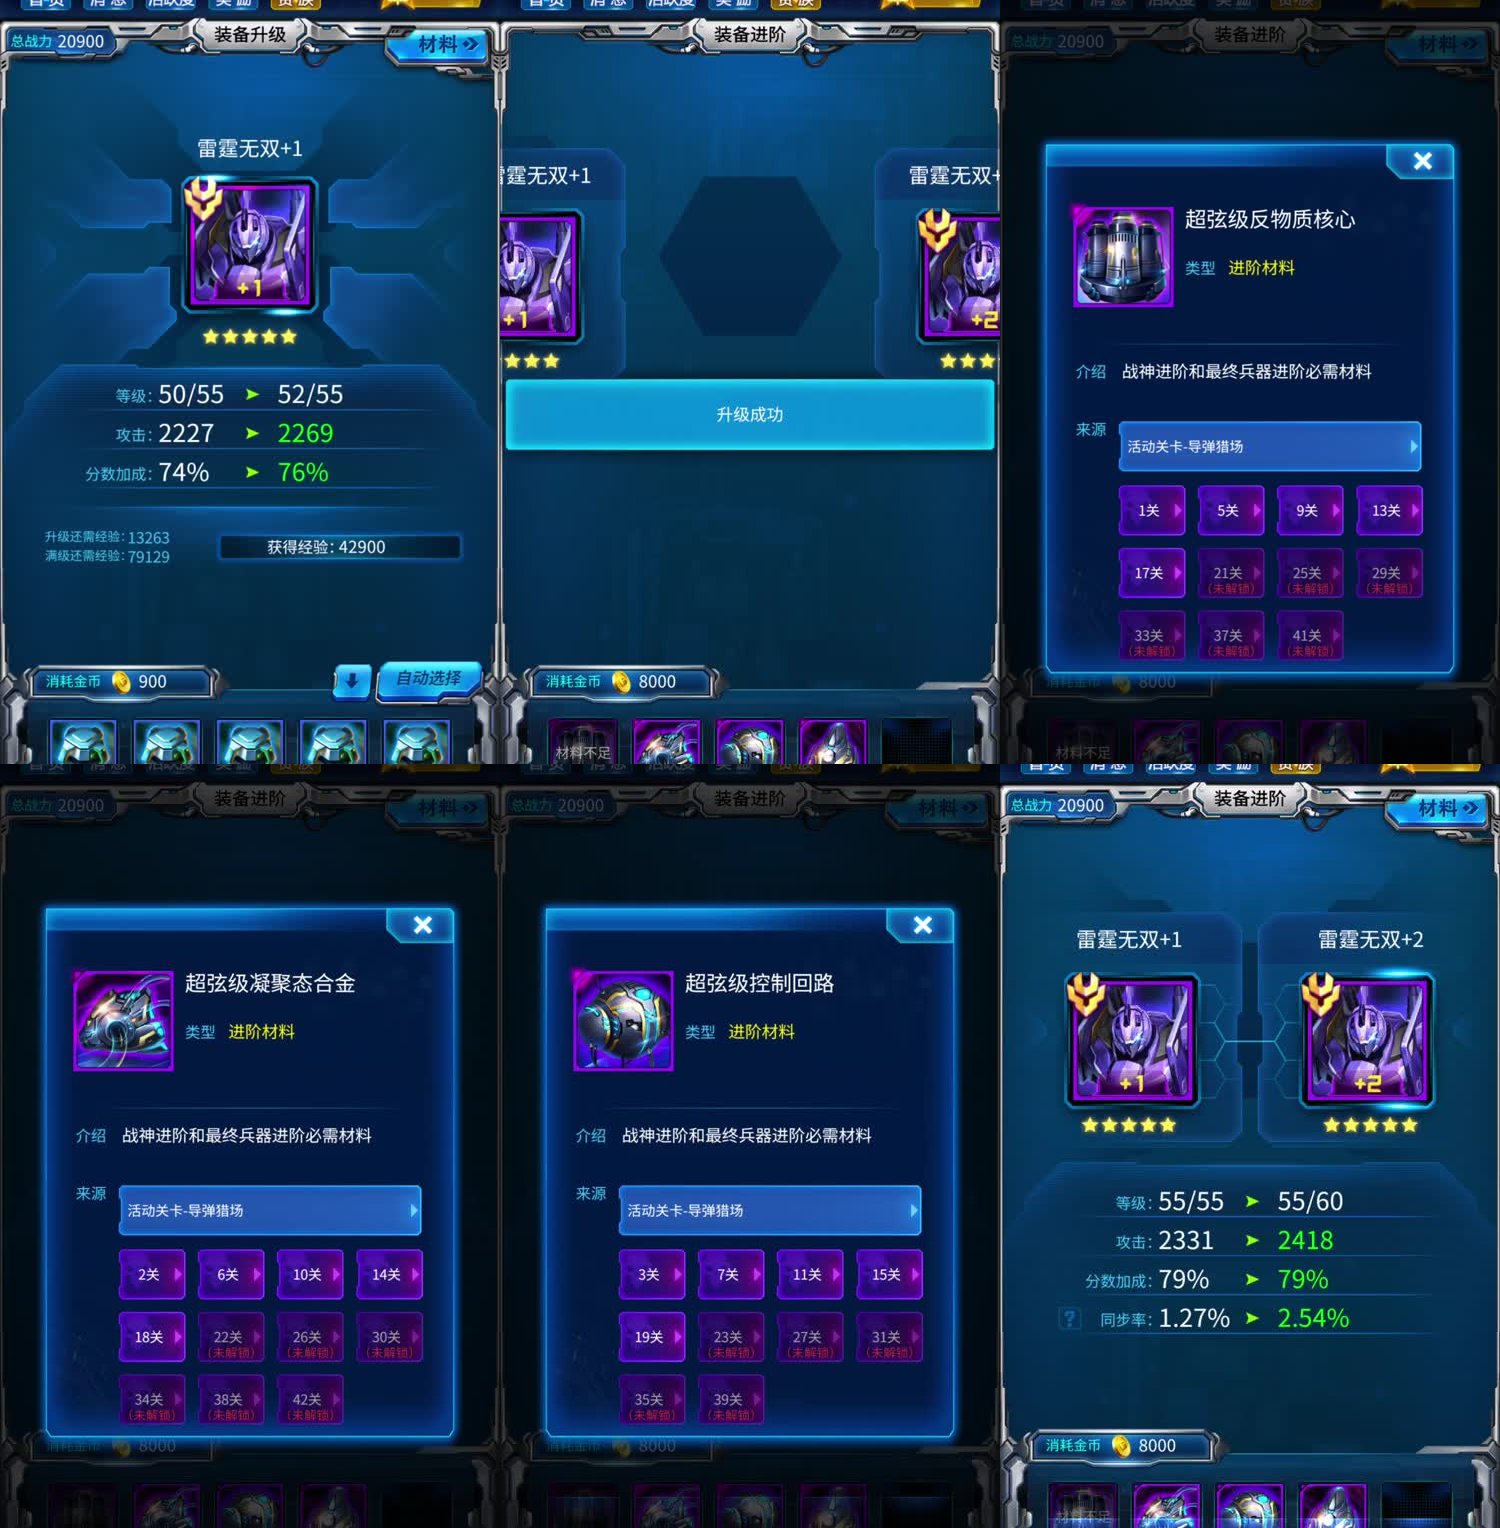 总战力 20900
装备升级
材料
雷霆无双+1
+1
等级: 50/55 52/55
攻击: 2227 2269
分数加成: 74% 76%
升级还需经验: 13263
满级还需经验: 79129
获得经验: 42900
消耗金币 900
自动选择
装备进阶
雷霆无双+1
雷霆无双+
+1
+2
升级成功
消耗金币 8000
材料不足
总战力 20900
装备进阶
材料
超弦级反物质核心
类型 进阶材料
介绍 战神进阶和最终兵器进阶必需材料
来源
活动关卡-导弹猎场
1关 5关 9关 13关
17关 21关 25关 29关
(未解锁) (未解锁) (未解锁)
33关 37关 41关
(未解锁) (未解锁) (未解锁)
消耗金币 8000
材料不足
总战力 20900
装备进阶
材料
超弦级凝聚态合金
类型 进阶材料
介绍 战神进阶和最终兵器进阶必需材料
来源
活动关卡-导弹猎场
2关 6关 10关 14关
18关 22关 26关 30关
(未解锁) (未解锁) (未解锁)
34关 38关 42关
(未解锁) (未解锁) (未解锁)
消耗金币 8000
总战力 20900
装备进阶
材料
超弦级控制回路
类型 进阶材料
介绍 战神进阶和最终兵器进阶必需材料
来源
活动关卡-导弹猎场
3关 7关 11关 15关
19关 23关 27关 31关
(未解锁) (未解锁) (未解锁)
35关 39关
(未解锁) (未解锁)
消耗金币 8000
总战力 20900
装备进阶
材料
雷霆无双+1
雷霆无双+2
+1
+2
等级: 55/55 55/60
攻击: 2331 2418
分数加成: 79% 79%
? 同步率: 1.27% 2.54%
消耗金币 8000
材料不足